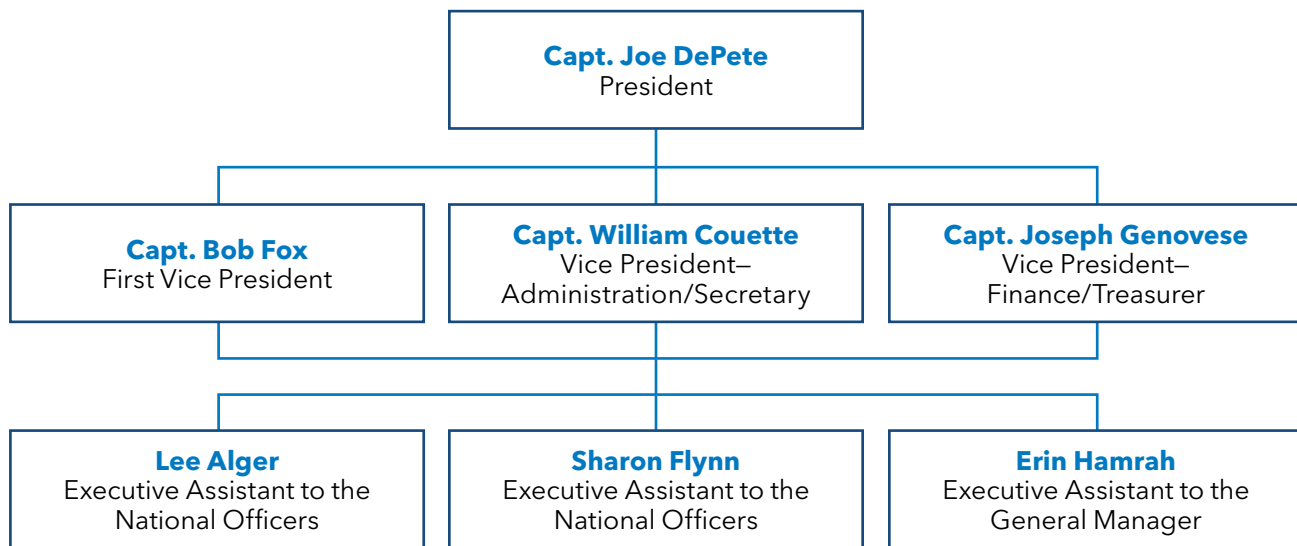 Capt. Joe DePete
President
Capt. Bob Fox
First Vice President
Capt. William Couette
Vice President–
Administration/Secretary
Capt. Joseph Genovese
Vice President–
Finance/Treasurer
Lee Alger
Executive Assistant to the
National Officers
Sharon Flynn
Executive Assistant to the
National Officers
Erin Hamrah
Executive Assistant to the
General Manager